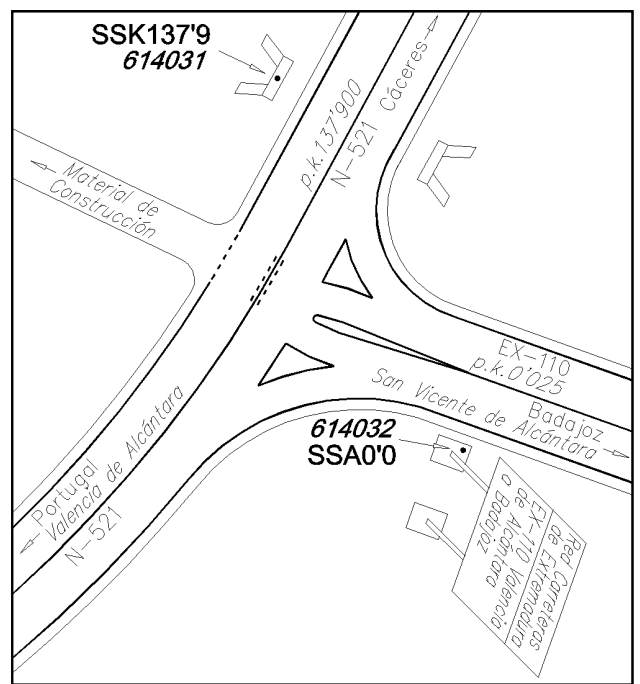 SSK137'9
614031
Cáceres
p.k.137'900
N-521
Material de
Construcción
EX-110
p.k.0'025
San Vicente de Alcántara
Badajoz
614032
SSA0'0
Portugal
Valencia de Alcántara
N-521
Red Carreteras
de Extremadura
EX-110 Valencia
de Alcántara
a Badajoz